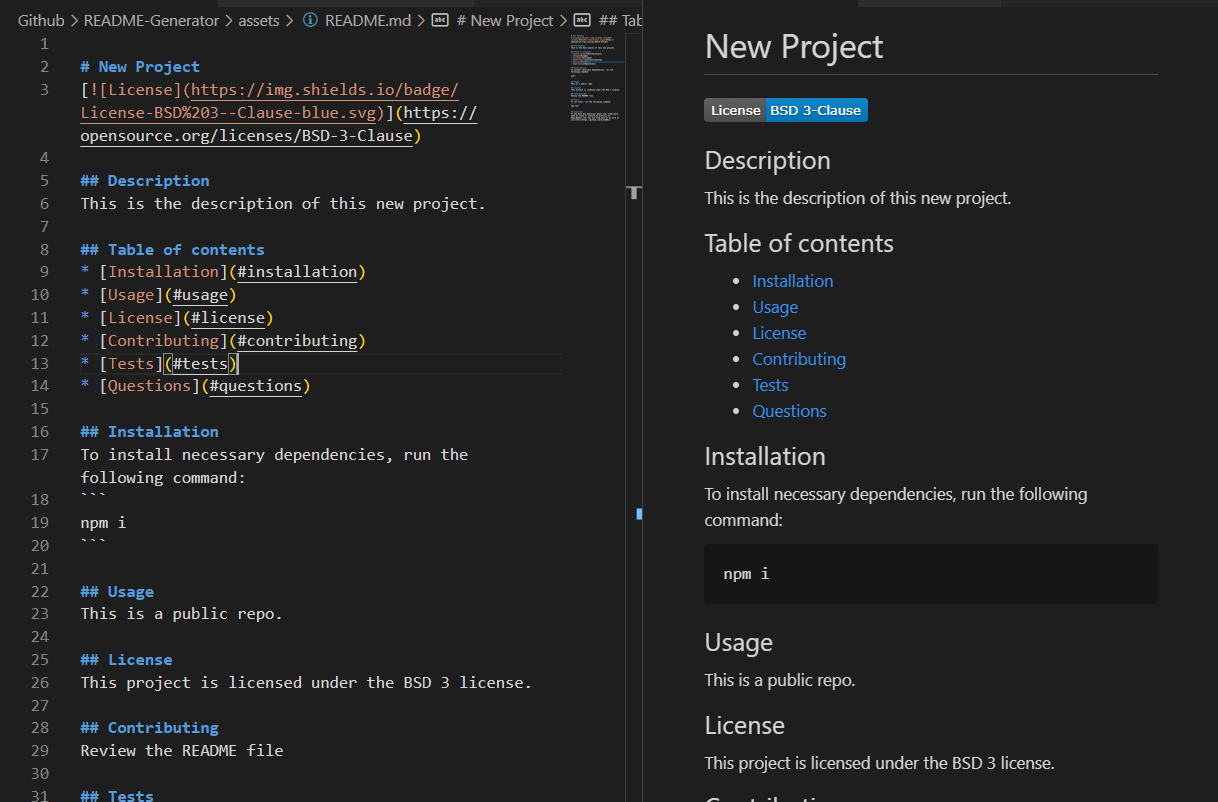 Github > README-Generator > assets > README.md > # New Project > ## Tab
1
2 # New Project
3 [![License](https://img.shields.io/badge/
License-BSD%203--Clause-blue.svg)](https://
opensource.org/licenses/BSD-3-Clause)
4
5 ## Description
6 This is the description of this new project.
7
8 ## Table of contents
9 * [Installation](#installation)
10 * [Usage](#usage)
11 * [License](#license)
12 * [Contributing](#contributing)
13 * [Tests](#tests)
14 * [Questions](#questions)
15
16 ## Installation
17 To install necessary dependencies, run the
following command:
18 ```
19 npm i
20 ```
21
22 ## Usage
23 This is a public repo.
24
25 ## License
26 This project is licensed under the BSD 3 license.
27
28 ## Contributing
29 Review the README file
30
31 ## Tests
New Project
License BSD 3-Clause
Description
This is the description of this new project.
Table of contents
• Installation
• Usage
• License
• Contributing
• Tests
• Questions
Installation
To install necessary dependencies, run the following
command:
npm i
Usage
This is a public repo.
License
This project is licensed under the BSD 3 license.